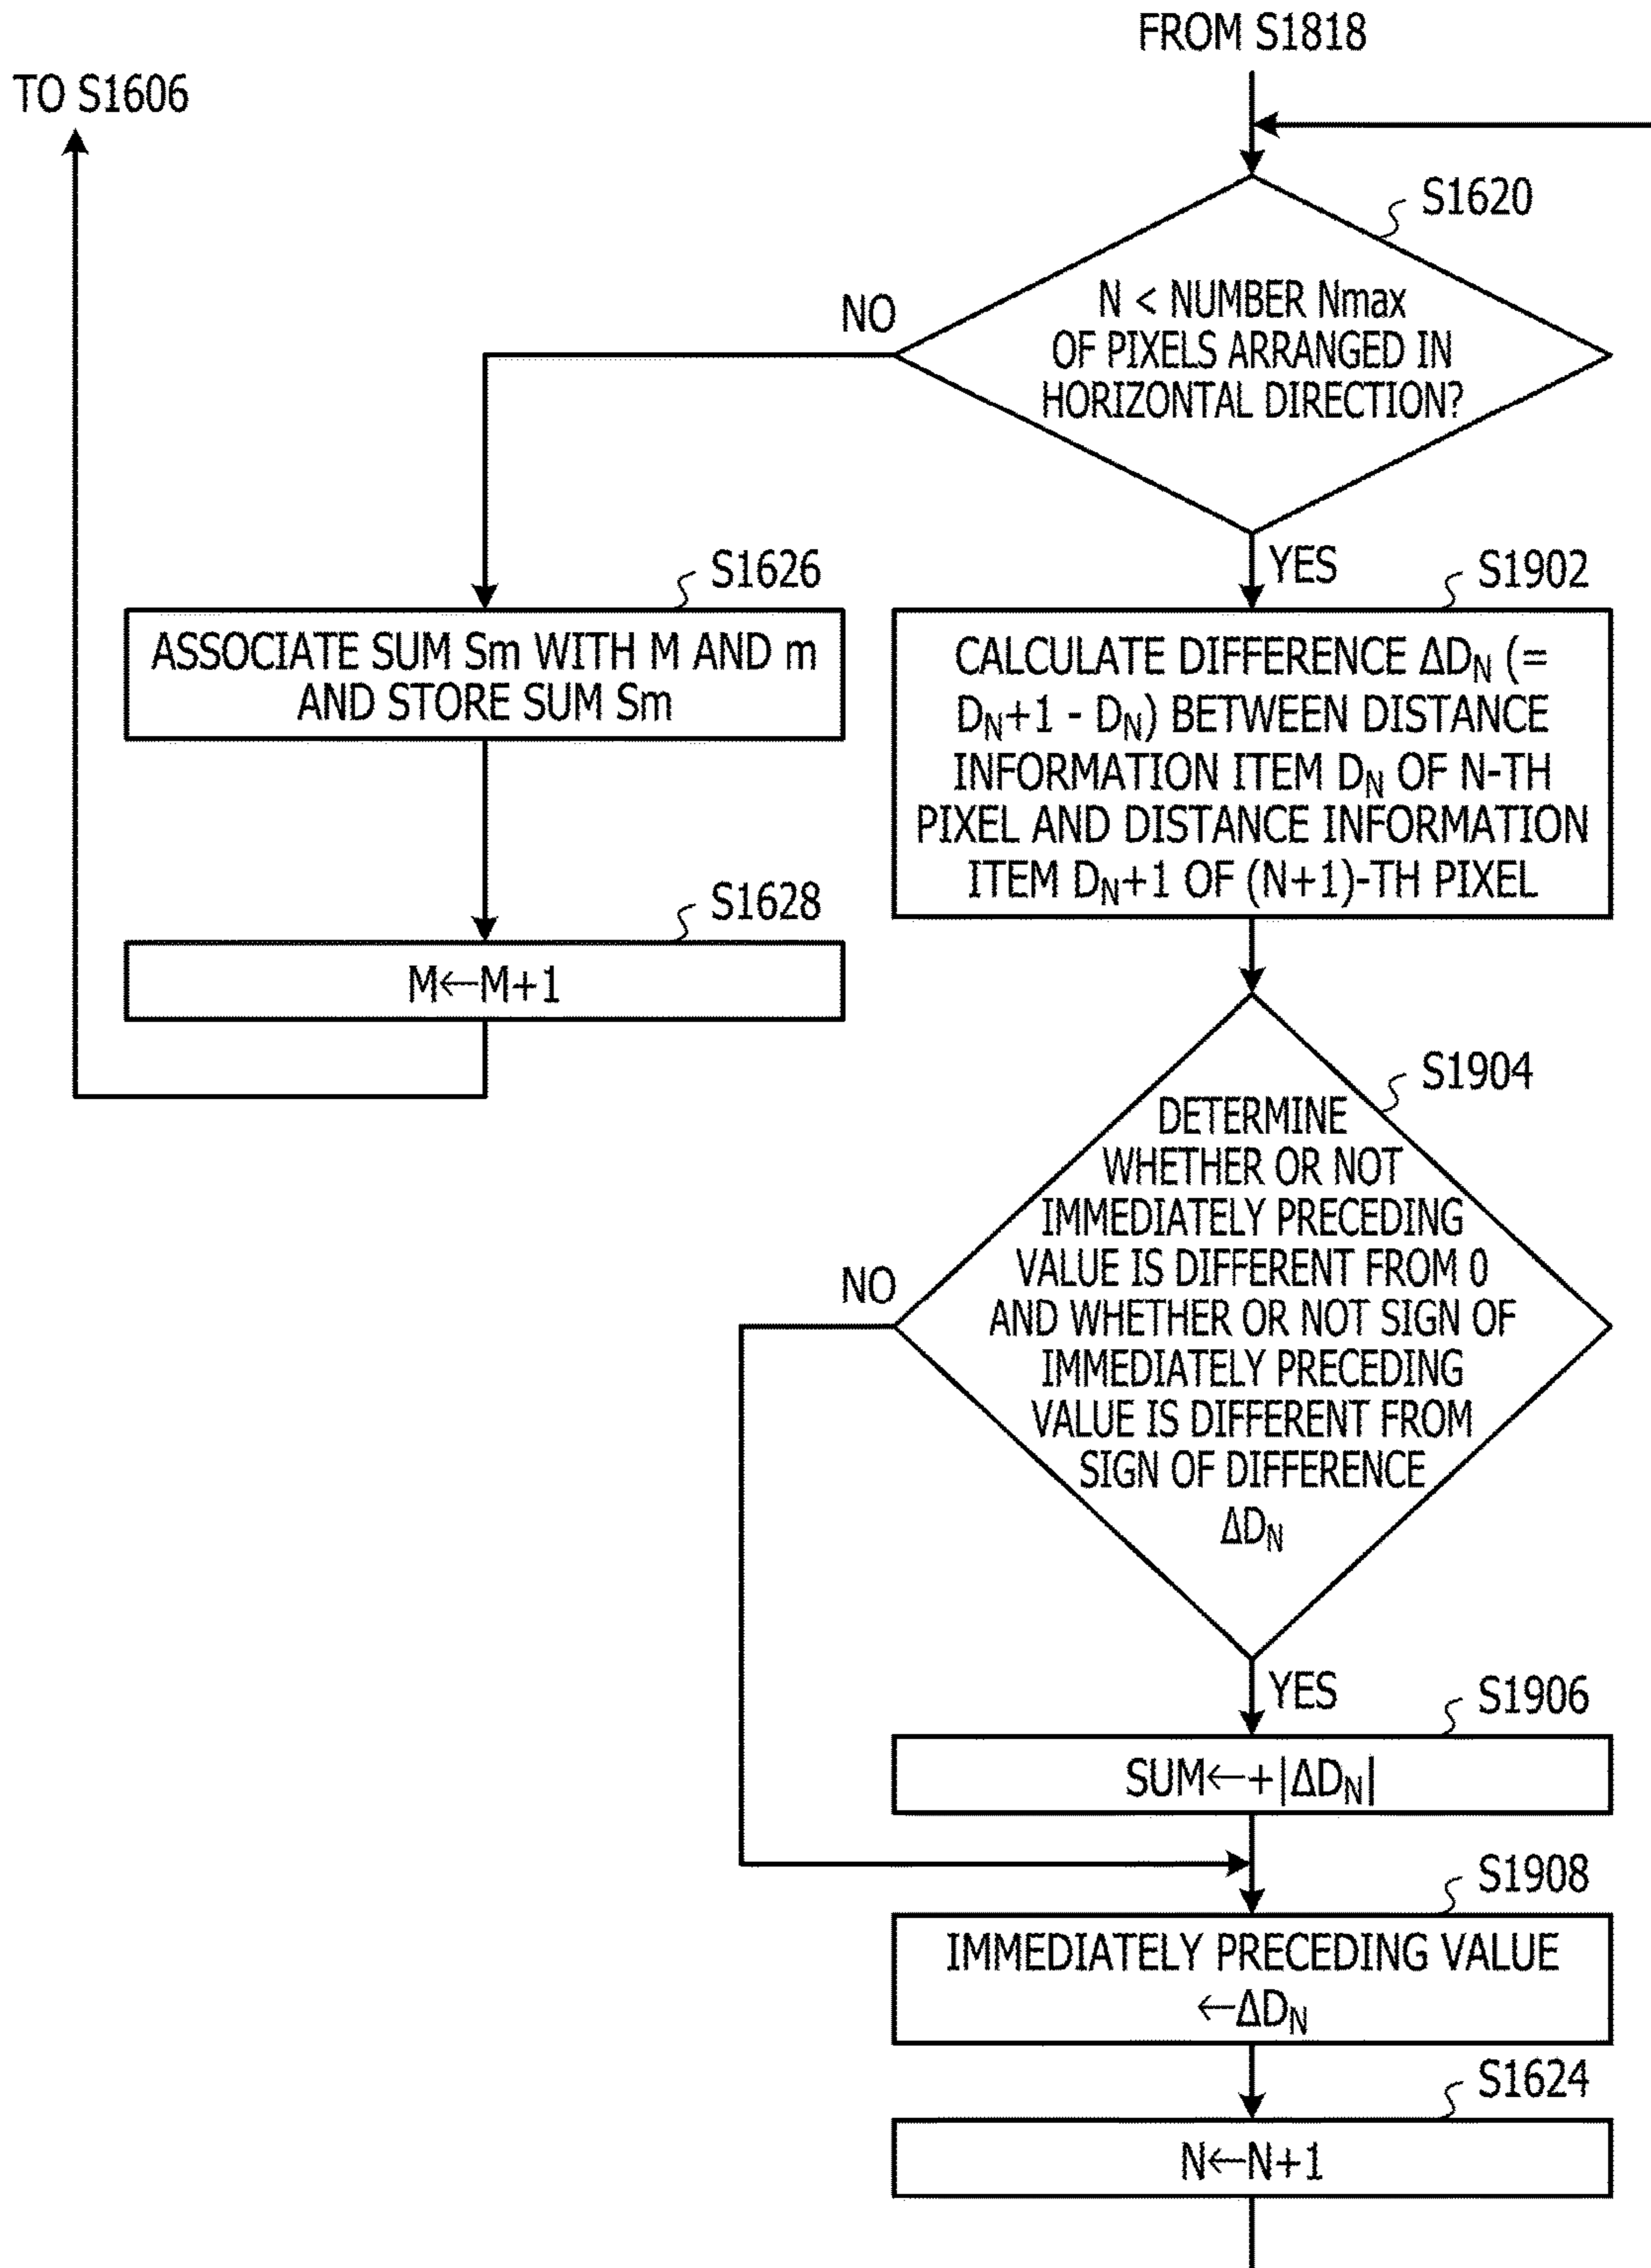 FROM S1818
TO S1606
S1620
N < NUMBER Nmax
OF PIXELS ARRANGED IN
HORIZONTAL DIRECTION?
NO
YES
S1626
ASSOCIATE SUM Sm WITH M AND m
AND STORE SUM Sm
S1628
M←M+1
S1902
CALCULATE DIFFERENCE ΔDN (=
DN+1 - DN) BETWEEN DISTANCE
INFORMATION ITEM DN OF N-TH
PIXEL AND DISTANCE INFORMATION
ITEM DN+1 OF (N+1)-TH PIXEL
S1904
DETERMINE
WHETHER OR NOT
IMMEDIATELY PRECEDING
VALUE IS DIFFERENT FROM 0
AND WHETHER OR NOT SIGN OF
IMMEDIATELY PRECEDING
VALUE IS DIFFERENT FROM
SIGN OF DIFFERENCE
ΔDN
NO
YES
S1906
SUM←+|ΔDN|
S1908
IMMEDIATELY PRECEDING VALUE
←ΔDN
S1624
N←N+1